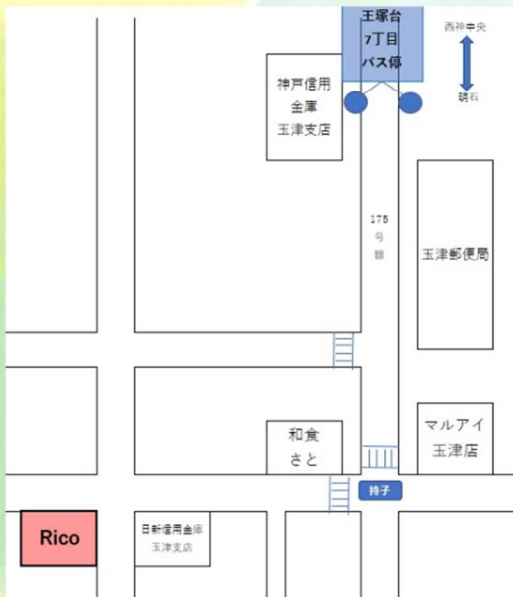 王塚台
7丁目
バス停
西神中央
明石
神戸信用
金庫
玉津支店
175
号
線
玉津郵便局
和食
さと
マルアイ
玉津店
持子
Rico
日新信用金庫
玉津支店